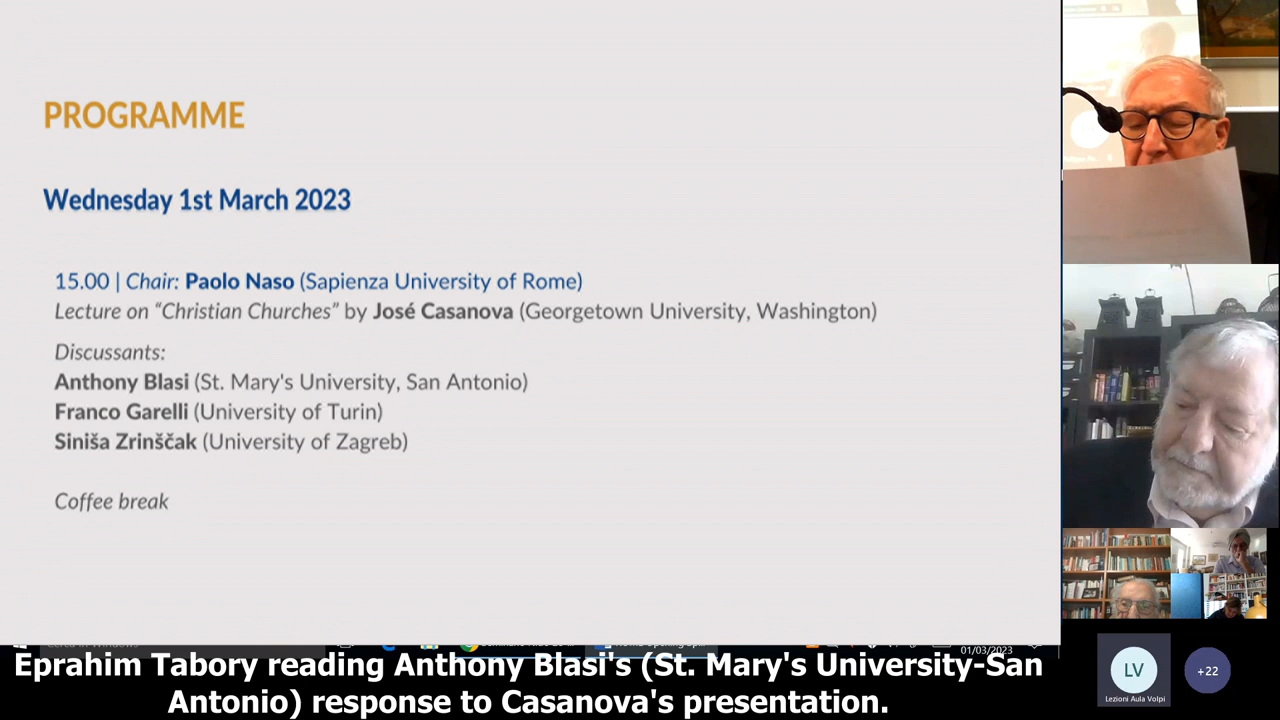 PROGRAMME
Wednesday 1st March 2023
15.00 | Chair: Paolo Naso (Sapienza University of Rome)
Lecture on “Christian Churches” by José Casanova (Georgetown University, Washington)
Discussants:
Anthony Blasi (St. Mary's University, San Antonio)
Franco Garelli (University of Turin)
Siniša Zrinščak (University of Zagreb)
Coffee break
01/03/2023
Eprahim Tabory reading Anthony Blasi's (St. Mary's University-San
Antonio) response to Casanova's presentation.
LV
+22
Lezioni Aula Volpi